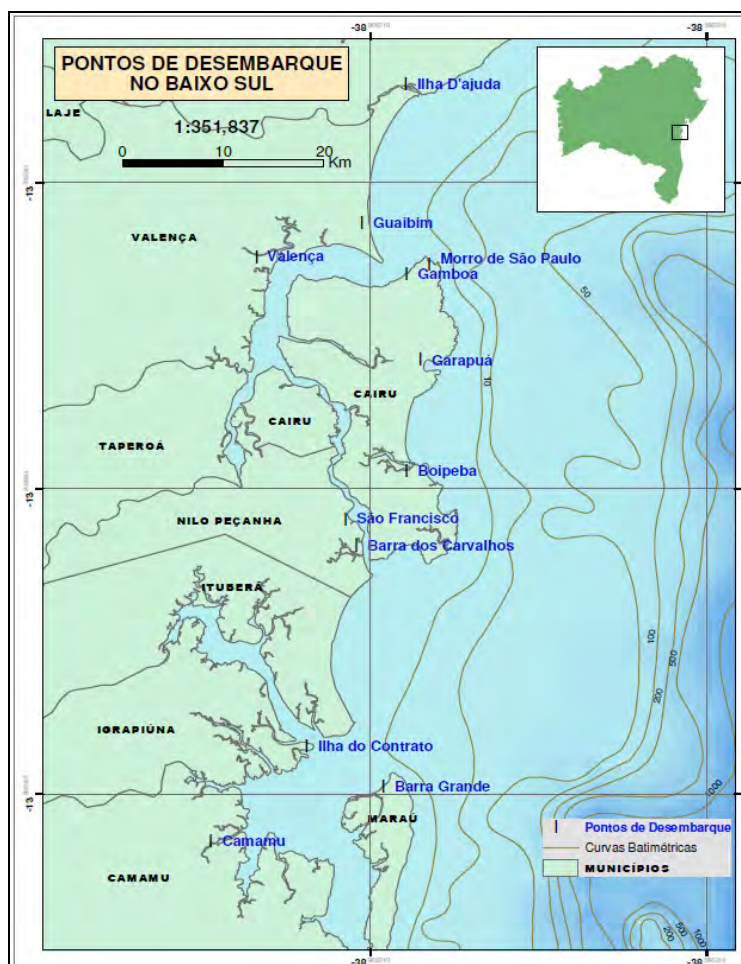 -38
-38
PONTOS DE DESEMBARQUE
NO BAIXO SUL
1:351,837
0 10 20
Km
LAJE
Ilha D'ajuda
-13
VALENÇA
Guaibim
Valença
Morro de São Paulo
Gamboa
50
Garapuá
10
CAIRU
CAIRU
TAPEROÁ
Boipeba
-13
NILO PEÇANHA
São Francisco
Barra dos Carvalhos
ITUBERÁ
100
500
200
IGRAPIÚNA
Ilha do Contrato
-13
Barra Grande
1000
MARAÚ
Camamu
CAMAMU
Pontos de Desembarque
Curvas Batimétricas
MUNICÍPIOS
200
500
1000
-38
-38